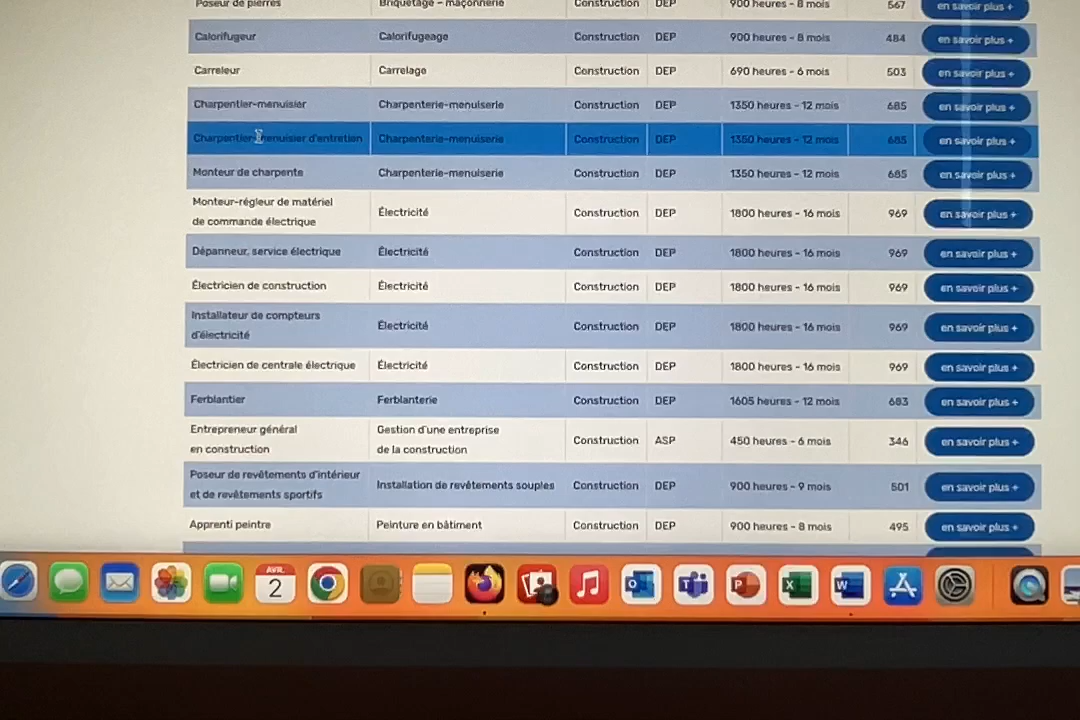 Poseur de pierres Briquetage - maçonnerie Construction DEP 900 heures - 8 mois 567 en savoir plus +
Calorifugeur Calorifugeage Construction DEP 900 heures - 8 mois 484 en savoir plus +
Carreleur Carrelage Construction DEP 690 heures - 6 mois 503 en savoir plus +
Charpentier-menuisier Charpenterie-menuiserie Construction DEP 1350 heures - 12 mois 685 en savoir plus +
Charpentier-menuisier d'entretien Charpenterie-menuiserie Construction DEP 1350 heures - 12 mois 685 en savoir plus +
Monteur de charpente Charpenterie-menuiserie Construction DEP 1350 heures - 12 mois 685 en savoir plus +
Monteur-régleur de matériel
de commande électrique Électricité Construction DEP 1800 heures - 16 mois 969 en savoir plus +
Dépanneur, service électrique Électricité Construction DEP 1800 heures - 16 mois 969 en savoir plus +
Électricien de construction Électricité Construction DEP 1800 heures - 16 mois 969 en savoir plus +
Installateur de compteurs
d'électricité Électricité Construction DEP 1800 heures - 16 mois 969 en savoir plus +
Électricien de centrale électrique Électricité Construction DEP 1800 heures - 16 mois 969 en savoir plus +
Ferblantier Ferblanterie Construction DEP 1605 heures - 12 mois 683 en savoir plus +
Entrepreneur général
en construction Gestion d'une entreprise
de la construction Construction ASP 450 heures - 6 mois 346 en savoir plus +
Poseur de revêtements d'intérieur
et de revêtements sportifs Installation de revêtements souples Construction DEP 900 heures - 9 mois 501 en savoir plus +
Apprenti peintre Peinture en bâtiment Construction DEP 900 heures - 8 mois 495 en savoir plus +
AVR.
2
O T P X W